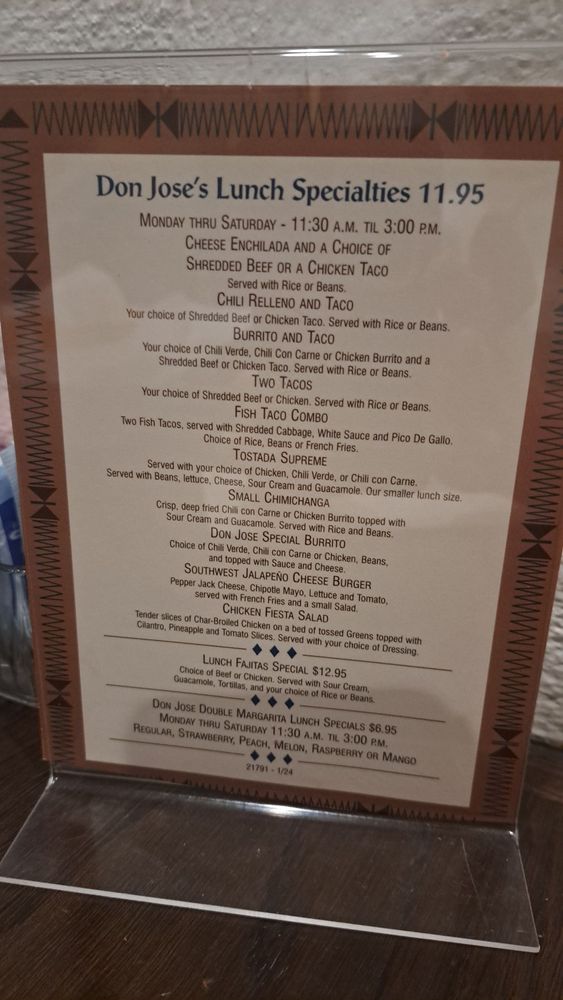 Don Jose's Lunch Specialties 11.95
Monday thru Saturday - 11:30 a.m. til 3:00 p.m.
Cheese Enchilada and a Choice of
Shredded Beef or a Chicken Taco
Served with Rice or Beans.
Chili Relleno and Taco
Your choice of Shredded Beef or Chicken Taco. Served with Rice or Beans.
Burrito and Taco
Your choice of Chili Verde, Chili Con Carne or Chicken Burrito and a
Shredded Beef or Chicken Taco. Served with Rice or Beans.
Two Tacos
Your choice of Shredded Beef or Chicken. Served with Rice or Beans.
Fish Taco Combo
Two Fish Tacos, served with Shredded Cabbage, White Sauce and Pico De Gallo.
Choice of Rice, Beans or French Fries.
Tostada Supreme
Served with your choice of Chicken, Chili Verde, or Chili con Carne.
Served with Beans, lettuce, Cheese, Sour Cream and Guacamole. Our smaller lunch size.
Small Chimichanga
Crisp, deep fried Chili con Carne or Chicken Burrito topped with
Sour Cream and Guacamole. Served with Rice and Beans.
Don Jose Special Burrito
Choice of Chili Verde, Chili con Carne or Chicken, Beans,
and topped with Sauce and Cheese.
Southwest Jalapeño Cheese Burger
Pepper Jack Cheese, Chipotle Mayo, Lettuce and Tomato,
served with French Fries and a small Salad.
Chicken Fiesta Salad
Tender slices of Char-Broiled Chicken on a bed of tossed Greens topped with
Cilantro, Pineapple and Tomato Slices. Served with your choice of Dressing.
Lunch Fajitas Special $12.95
Choice of Beef or Chicken. Served with Sour Cream,
Guacamole, Tortillas, and your choice of Rice or Beans.
Don Jose Double Margarita Lunch Specials $6.95
Monday thru Saturday 11:30 a.m. til 3:00 p.m.
Regular, Strawberry, Peach, Melon, Raspberry or Mango
21791 - 1/24